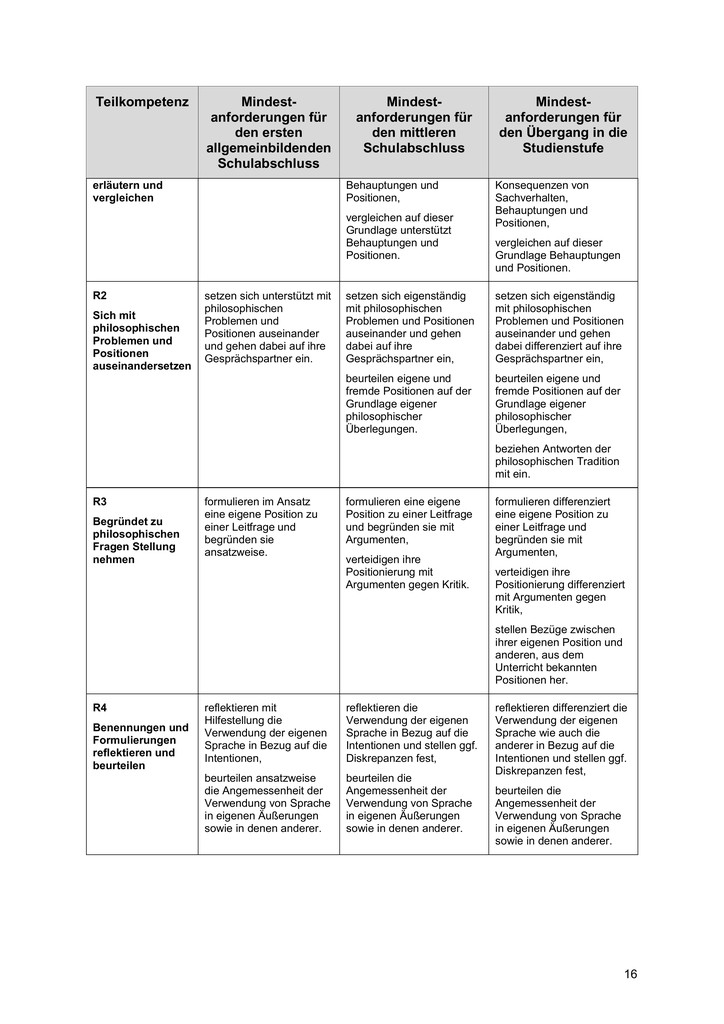 Teilkompetenz
Mindest-
anforderungen für
den ersten
allgemeinbildenden
Schulabschluss
Mindest-
anforderungen für
den mittleren
Schulabschluss
Mindest-
anforderungen für
den Übergang in die
Studienstufe
erläutern und
vergleichen
Behauptungen und
Positionen,
vergleichen auf dieser
Grundlage unterstützt
Behauptungen und
Positionen.
Konsequenzen von
Sachverhalten,
Behauptungen und
Positionen,
vergleichen auf dieser
Grundlage Behauptungen
und Positionen.
R2
Sich mit
philosophischen
Problemen und
Positionen
auseinandersetzen
setzen sich unterstützt mit
philosophischen
Problemen und
Positionen auseinander
und gehen dabei auf ihre
Gesprächspartner ein.
setzen sich eigenständig
mit philosophischen
Problemen und Positionen
auseinander und gehen
dabei auf ihre
Gesprächspartner ein,
beurteilen eigene und
fremde Positionen auf der
Grundlage eigener
philosophischer
Überlegungen.
setzen sich eigenständig
mit philosophischen
Problemen und Positionen
auseinander und gehen
dabei differenziert auf ihre
Gesprächspartner ein,
beurteilen eigene und
fremde Positionen auf der
Grundlage eigener
philosophischer
Überlegungen,
beziehen Antworten der
philosophischen Tradition
mit ein.
R3
Begründet zu
philosophischen
Fragen Stellung
nehmen
formulieren im Ansatz
eine eigene Position zu
einer Leitfrage und
begründen sie
ansatzweise.
formulieren eine eigene
Position zu einer Leitfrage
und begründen sie mit
Argumenten,
verteidigen ihre
Positionierung mit
Argumenten gegen Kritik.
formulieren differenziert
eine eigene Position zu
einer Leitfrage und
begründen sie mit
Argumenten,
verteidigen ihre
Positionierung differenziert
mit Argumenten gegen
Kritik,
stellen Bezüge zwischen
ihrer eigenen Position und
anderen, aus dem
Unterricht bekannten
Positionen her.
R4
Benennungen und
Formulierungen
reflektieren und
beurteilen
reflektieren mit
Hilfestellung die
Verwendung der eigenen
Sprache in Bezug auf die
Intentionen,
beurteilen ansatzweise
die Angemessenheit der
Verwendung von Sprache
in eigenen Äußerungen
sowie in denen anderer.
reflektieren die
Verwendung der eigenen
Sprache in Bezug auf die
Intentionen und stellen ggf.
Diskrepanzen fest,
beurteilen die
Angemessenheit der
Verwendung von Sprache
in eigenen Äußerungen
sowie in denen anderer.
reflektieren differenziert die
Verwendung der eigenen
Sprache wie auch die
anderer in Bezug auf die
Intentionen und stellen ggf.
Diskrepanzen fest,
beurteilen die
Angemessenheit der
Verwendung von Sprache
in eigenen Äußerungen
sowie in denen anderer.
16